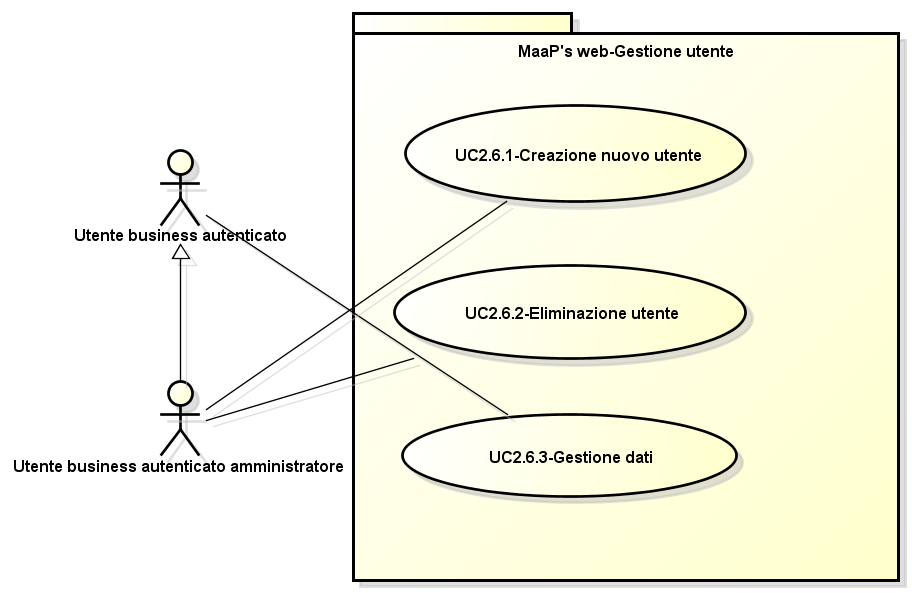 MaaP's web-Gestione utente
UC2.6.1-Creazione nuovo utente
Utente business autenticato
UC2.6.2-Eliminazione utente
UC2.6.3-Gestione dati
Utente business autenticato amministratore